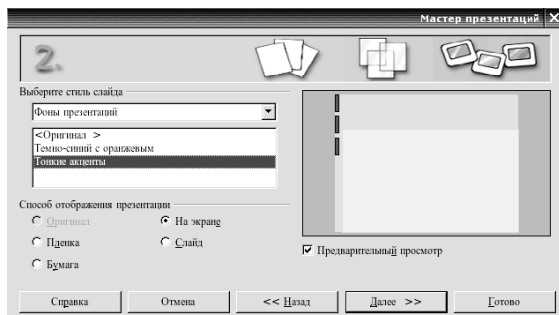 Мастер презентаций
2.
Выберите стиль слайда
Фоны презентаций
<Оригинал >
Темно-синий с оранжевым
Тонкие акценты
Способ отображения презентации
Оригинал
На экране
Пленка
Слайд
Бумага
Предварительный просмотр
Справка
Отмена
<< Назад
Далее >>
Готово